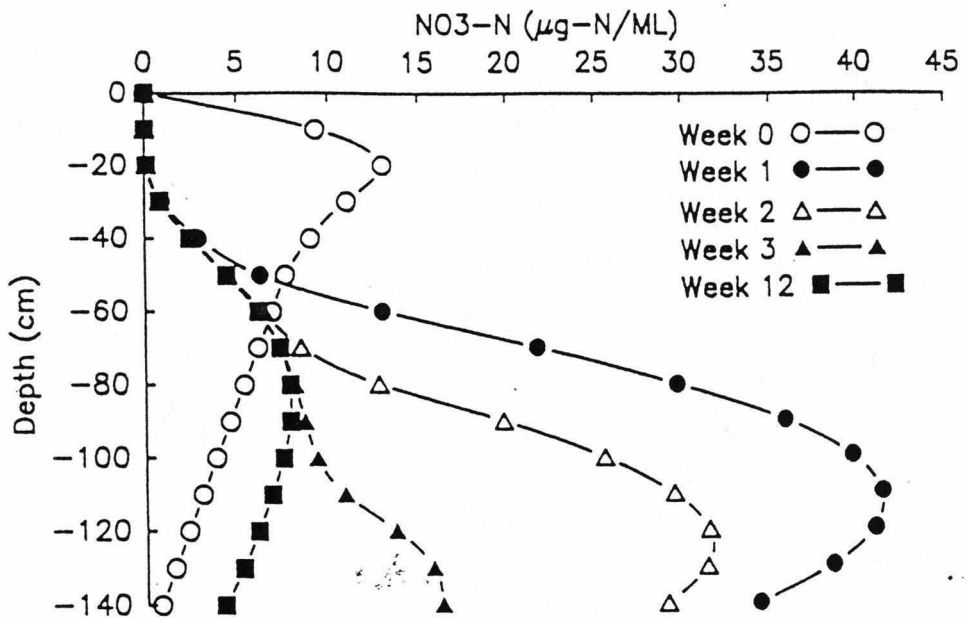 NO3-N (μg-N/ML)
0 5 10 15 20 25 30 35 40 45
0
-20
-40
-60
-80
-100
-120
-140
Depth (cm)
Week 0
Week 1
Week 2
Week 3
Week 12